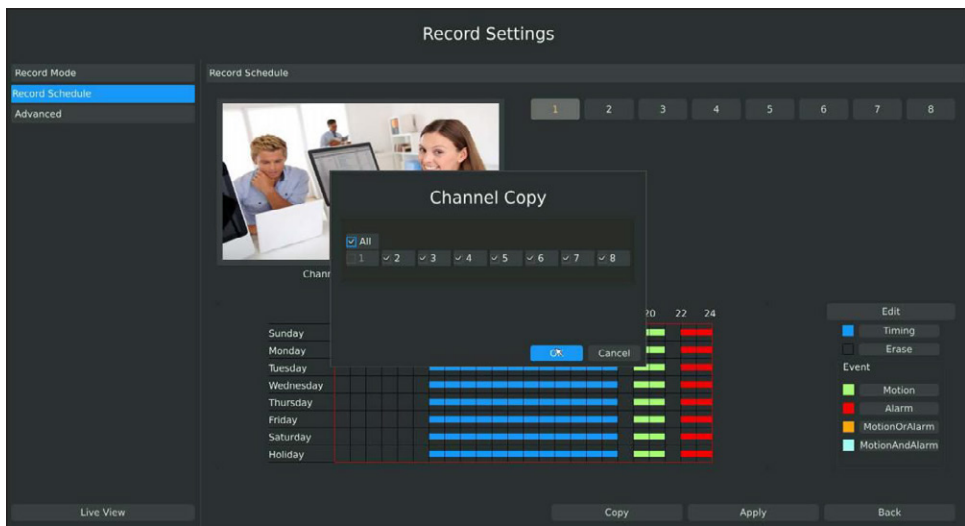 Record Settings
Record Mode
Record Schedule
Advanced
Record Schedule
1 2 3 4 5 6 7 8
Channel Copy
All
1 2 3 4 5 6 7 8
OK Cancel
22 24
Sunday
Monday
Tuesday
Wednesday
Thursday
Friday
Saturday
Holiday
Edit
Timing
Erase
Event
Motion
Alarm
MotionOrAlarm
MotionAndAlarm
Live View Copy Apply Back